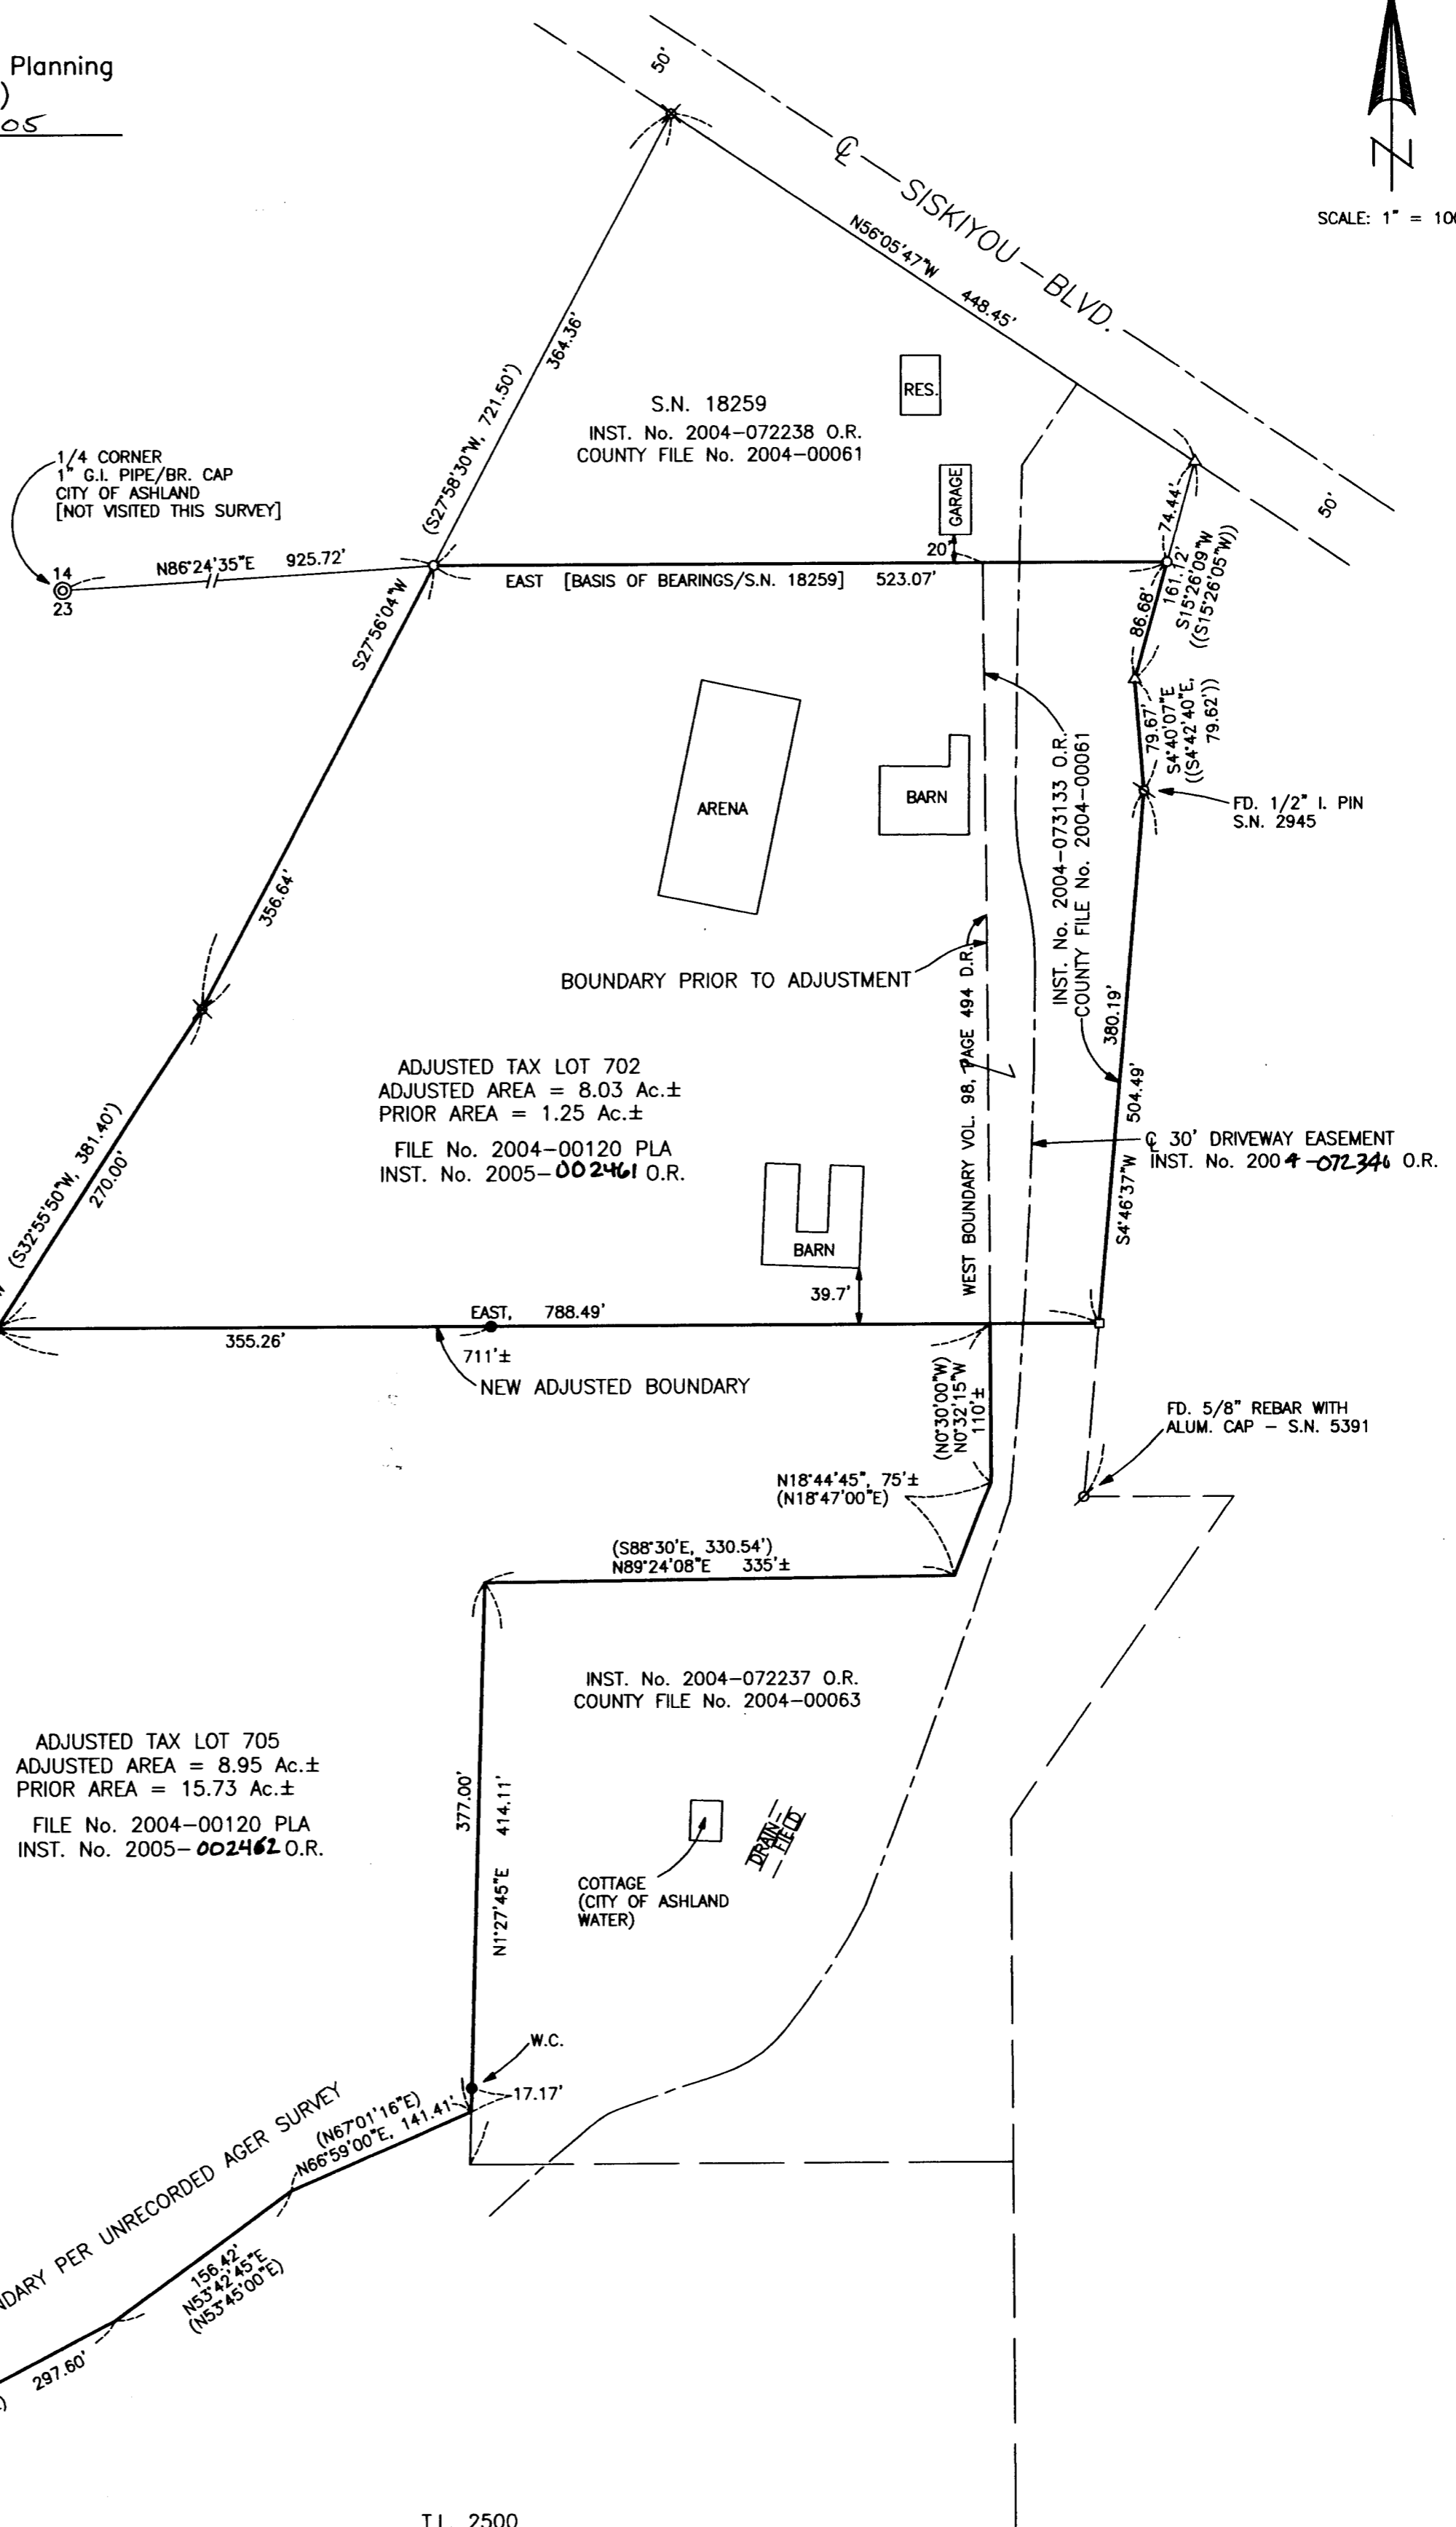 Planning
)
05
50'
℄ SISKIYOU BLVD.
N
SCALE: 1" = 10
N56°05'47"W 448.45'
364.36'
(S27°58'30"W, 721.50')
RES.
S.N. 18259
INST. No. 2004-072238 O.R.
COUNTY FILE No. 2004-00061
GARAGE
50'
1/4 CORNER
1" G.I. PIPE/BR. CAP
CITY OF ASHLAND
[NOT VISITED THIS SURVEY]
14
23
N86°24'35"E 925.72'
20'
EAST [BASIS OF BEARINGS/S.N. 18259] 523.07'
74.44'
161.12'
S15°26'09"W
((S15°26'05"W))
86.68'
S27°56'04"W
356.64'
79.67'
S4°40'07"E
((S4°42'40"E,
79.62'))
FD. 1/2" I. PIN
S.N. 2945
ARENA
BARN
INST. No. 2004-073133 O.R.
COUNTY FILE No. 2004-00061
BOUNDARY PRIOR TO ADJUSTMENT
WEST BOUNDARY VOL. 98, PAGE 494 D.R.
380.19'
504.49'
S4°46'37"W
ADJUSTED TAX LOT 702
ADJUSTED AREA = 8.03 Ac.±
PRIOR AREA = 1.25 Ac.±
FILE No. 2004-00120 PLA
INST. No. 2005-002461 O.R.
℄ 30' DRIVEWAY EASEMENT
INST. No. 2004-072346 O.R.
(S32°55'50"W, 381.40')
270.00'
W
BARN
39.7'
EAST, 788.49'
355.26'
711'±
NEW ADJUSTED BOUNDARY
(N0°30'00"W)
N0°32'15"W
110'±
FD. 5/8" REBAR WITH
ALUM. CAP - S.N. 5391
N18°44'45", 75'±
(N18°47'00"E)
(S88°30'E, 330.54')
N89°24'08"E 335'±
INST. No. 2004-072237 O.R.
COUNTY FILE No. 2004-00063
ADJUSTED TAX LOT 705
ADJUSTED AREA = 8.95 Ac.±
PRIOR AREA = 15.73 Ac.±
FILE No. 2004-00120 PLA
INST. No. 2005-002462 O.R.
377.00'
N1°27'45"E 414.11'
DRAIN-
FIELD
COTTAGE
(CITY OF ASHLAND
WATER)
W.C.
17.17'
(N67°01'16"E)
N66°59'00"E, 141.41'
NDARY PER UNRECORDED AGER SURVEY
156.42'
N53°42'45"E
(N53°45'00"E)
297.60'
)
T.L. 2500